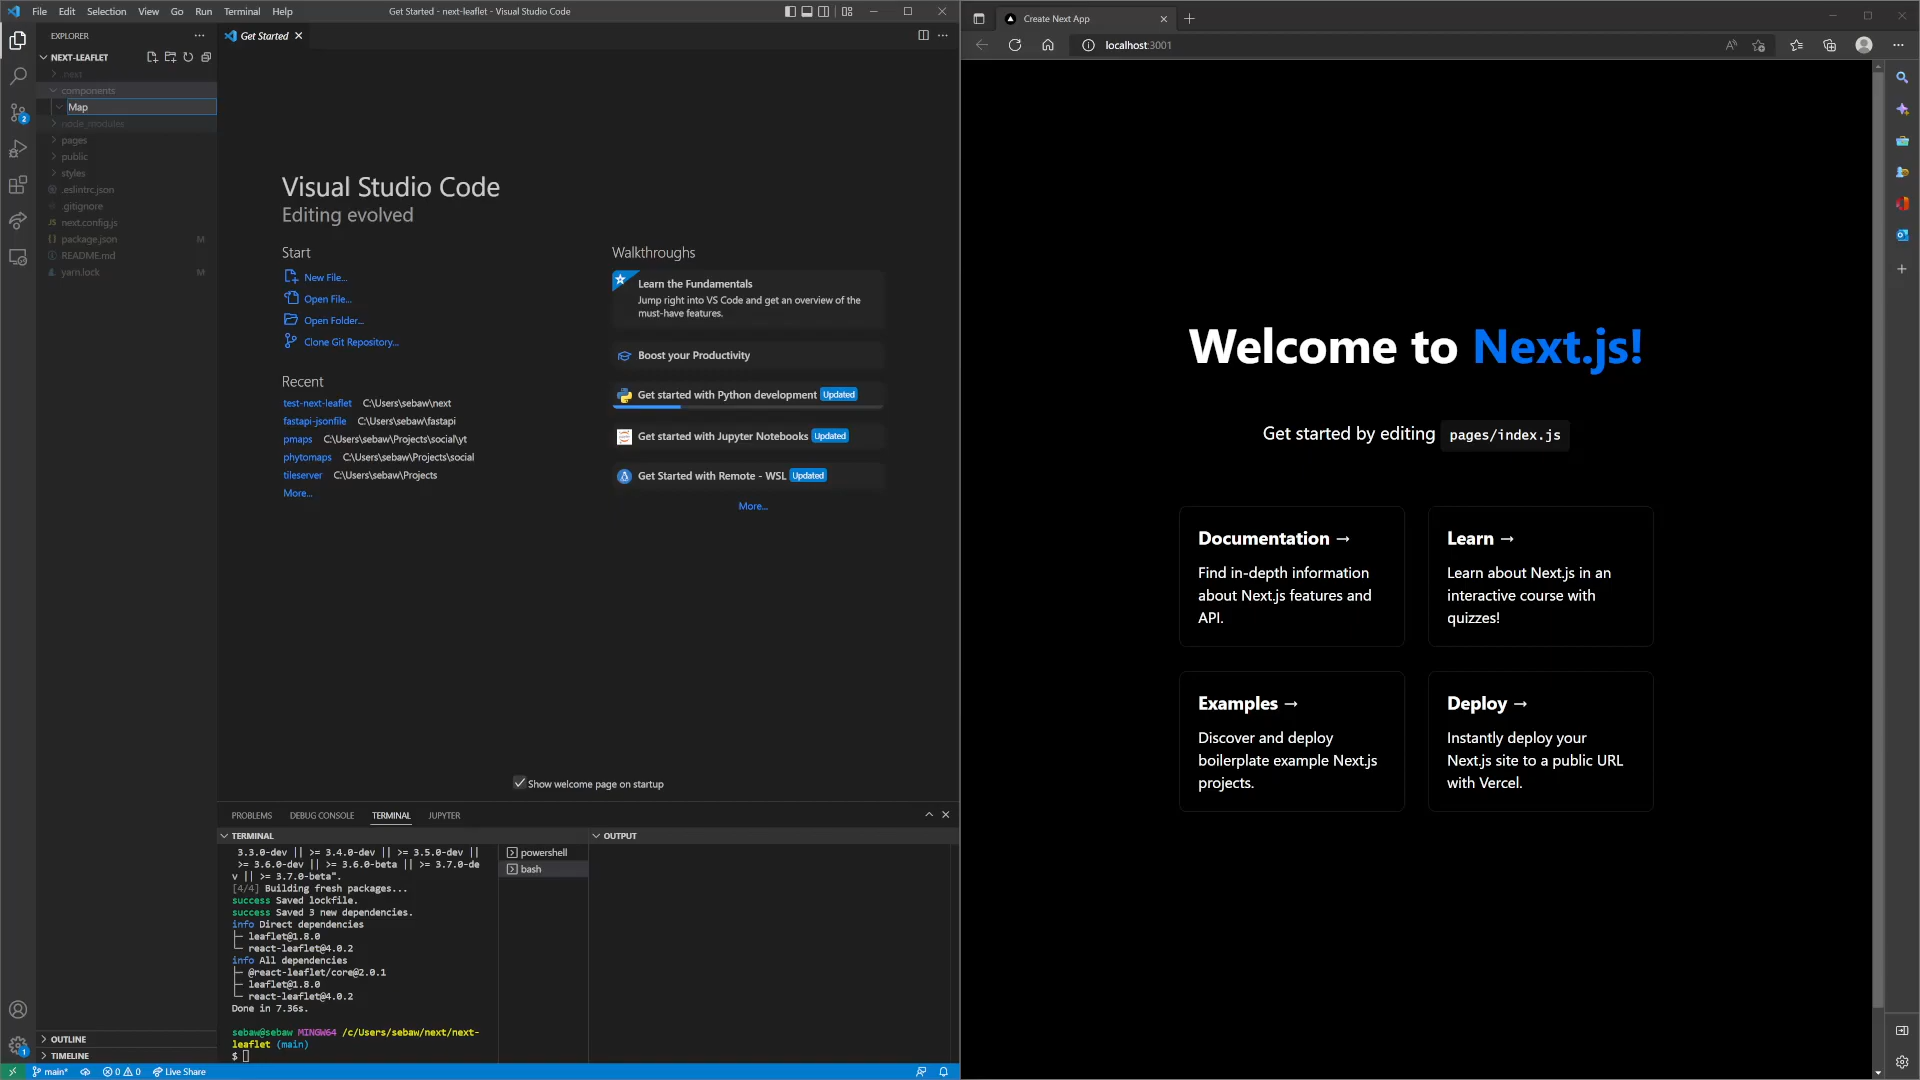 File Edit Selection View Go Run Terminal Help
Get Started - next-leaflet - Visual Studio Code
EXPLORER
NEXT-LEAFLET
.next
components
Map
node_modules
pages
public
styles
.eslintrc.json
.gitignore
JS next.config.js
{} package.json M
README.md
yarn.lock M
OUTLINE
TIMELINE
2
1
Get Started
Visual Studio Code
Editing evolved
Start
New File...
Open File...
Open Folder...
Clone Git Repository...
Recent
test-next-leaflet C:\Users\sebaw\next
fastapi-jsonfile C:\Users\sebaw\fastapi
pmaps C:\Users\sebaw\Projects\social\yt
phytomaps C:\Users\sebaw\Projects\social
tileserver C:\Users\sebaw\Projects
More...
Walkthroughs
Learn the Fundamentals
Jump right into VS Code and get an overview of the
must-have features.
Boost your Productivity
Get started with Python development Updated
Get started with Jupyter Notebooks Updated
Get Started with Remote - WSL Updated
More...
Show welcome page on startup
PROBLEMS DEBUG CONSOLE TERMINAL JUPYTER
TERMINAL
3.3.0-dev || >= 3.4.0-dev || >= 3.5.0-dev ||
>= 3.6.0-dev || >= 3.6.0-beta || >= 3.7.0-de
v || >= 3.7.0-beta".
[4/4] Building fresh packages...
success Saved lockfile.
success Saved 3 new dependencies.
info Direct dependencies
├─ leaflet@1.8.0
└─ react-leaflet@4.0.2
info All dependencies
├─ @react-leaflet/core@2.0.1
├─ leaflet@1.8.0
└─ react-leaflet@4.0.2
Done in 7.36s.
sebaw@sebaw MINGW64 /c/Users/sebaw/next/next-
leaflet (main)
$
powershell
bash
OUTPUT
main* 0 0 Live Share
Create Next App
localhost:3001
Welcome to Next.js!
Get started by editing pages/index.js
Documentation →
Find in-depth information
about Next.js features and
API.
Learn →
Learn about Next.js in an
interactive course with
quizzes!
Examples →
Discover and deploy
boilerplate example Next.js
projects.
Deploy →
Instantly deploy your
Next.js site to a public URL
with Vercel.